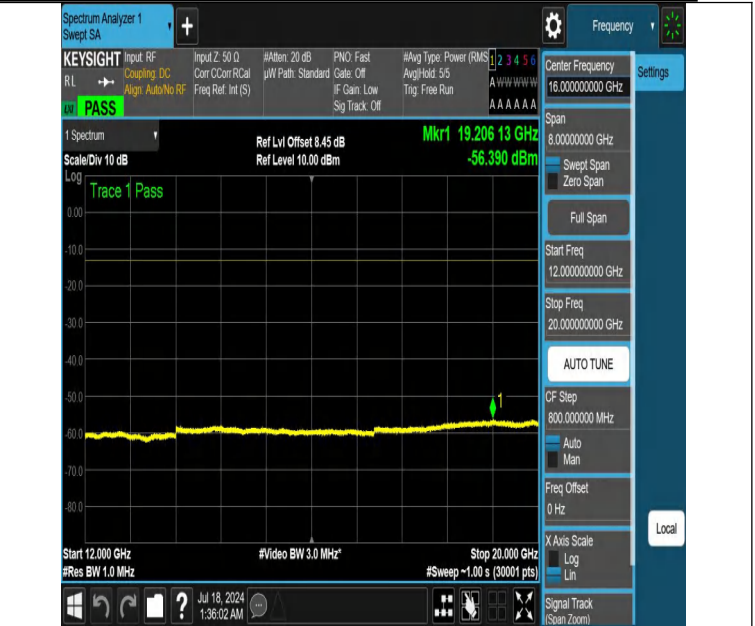 Spectrum Analyzer 1
Swept SA
Frequency
KEYSIGHT
RL
PASS
Input: RF
Coupling: DC
Align: Auto/No RF
Input Z: 50 Ω
Corr CCorr RCal
Freq Ref: Int (S)
#Atten: 20 dB
µW Path: Standard
PNO: Fast
Gate: Off
IF Gain: Low
Sig Track: Off
#Avg Type: Power (RMS
Avg|Hold: 5/5
Trig: Free Run
1 2 3 4 5 6
A W W W W W
A A A A A A
1 Spectrum
Scale/Div 10 dB
Ref Lvl Offset 8.45 dB
Ref Level 10.00 dBm
Mkr1 19.206 13 GHz
-56.390 dBm
Log
Trace 1 Pass
0.00
-10.0
-20.0
-30.0
-40.0
-50.0
-60.0
-70.0
-80.0
1
Start 12.000 GHz
#Res BW 1.0 MHz
#Video BW 3.0 MHz*
Stop 20.000 GHz
#Sweep ~1.00 s (30001 pts)
Jul 18, 2024
1:36:02 AM
Center Frequency
16.000000000 GHz
Span
8.00000000 GHz
Swept Span
Zero Span
Full Span
Start Freq
12.000000000 GHz
Stop Freq
20.000000000 GHz
AUTO TUNE
CF Step
800.000000 MHz
Auto
Man
Freq Offset
0 Hz
X Axis Scale
Log
Lin
Signal Track
(Span Zoom)
Settings
Local